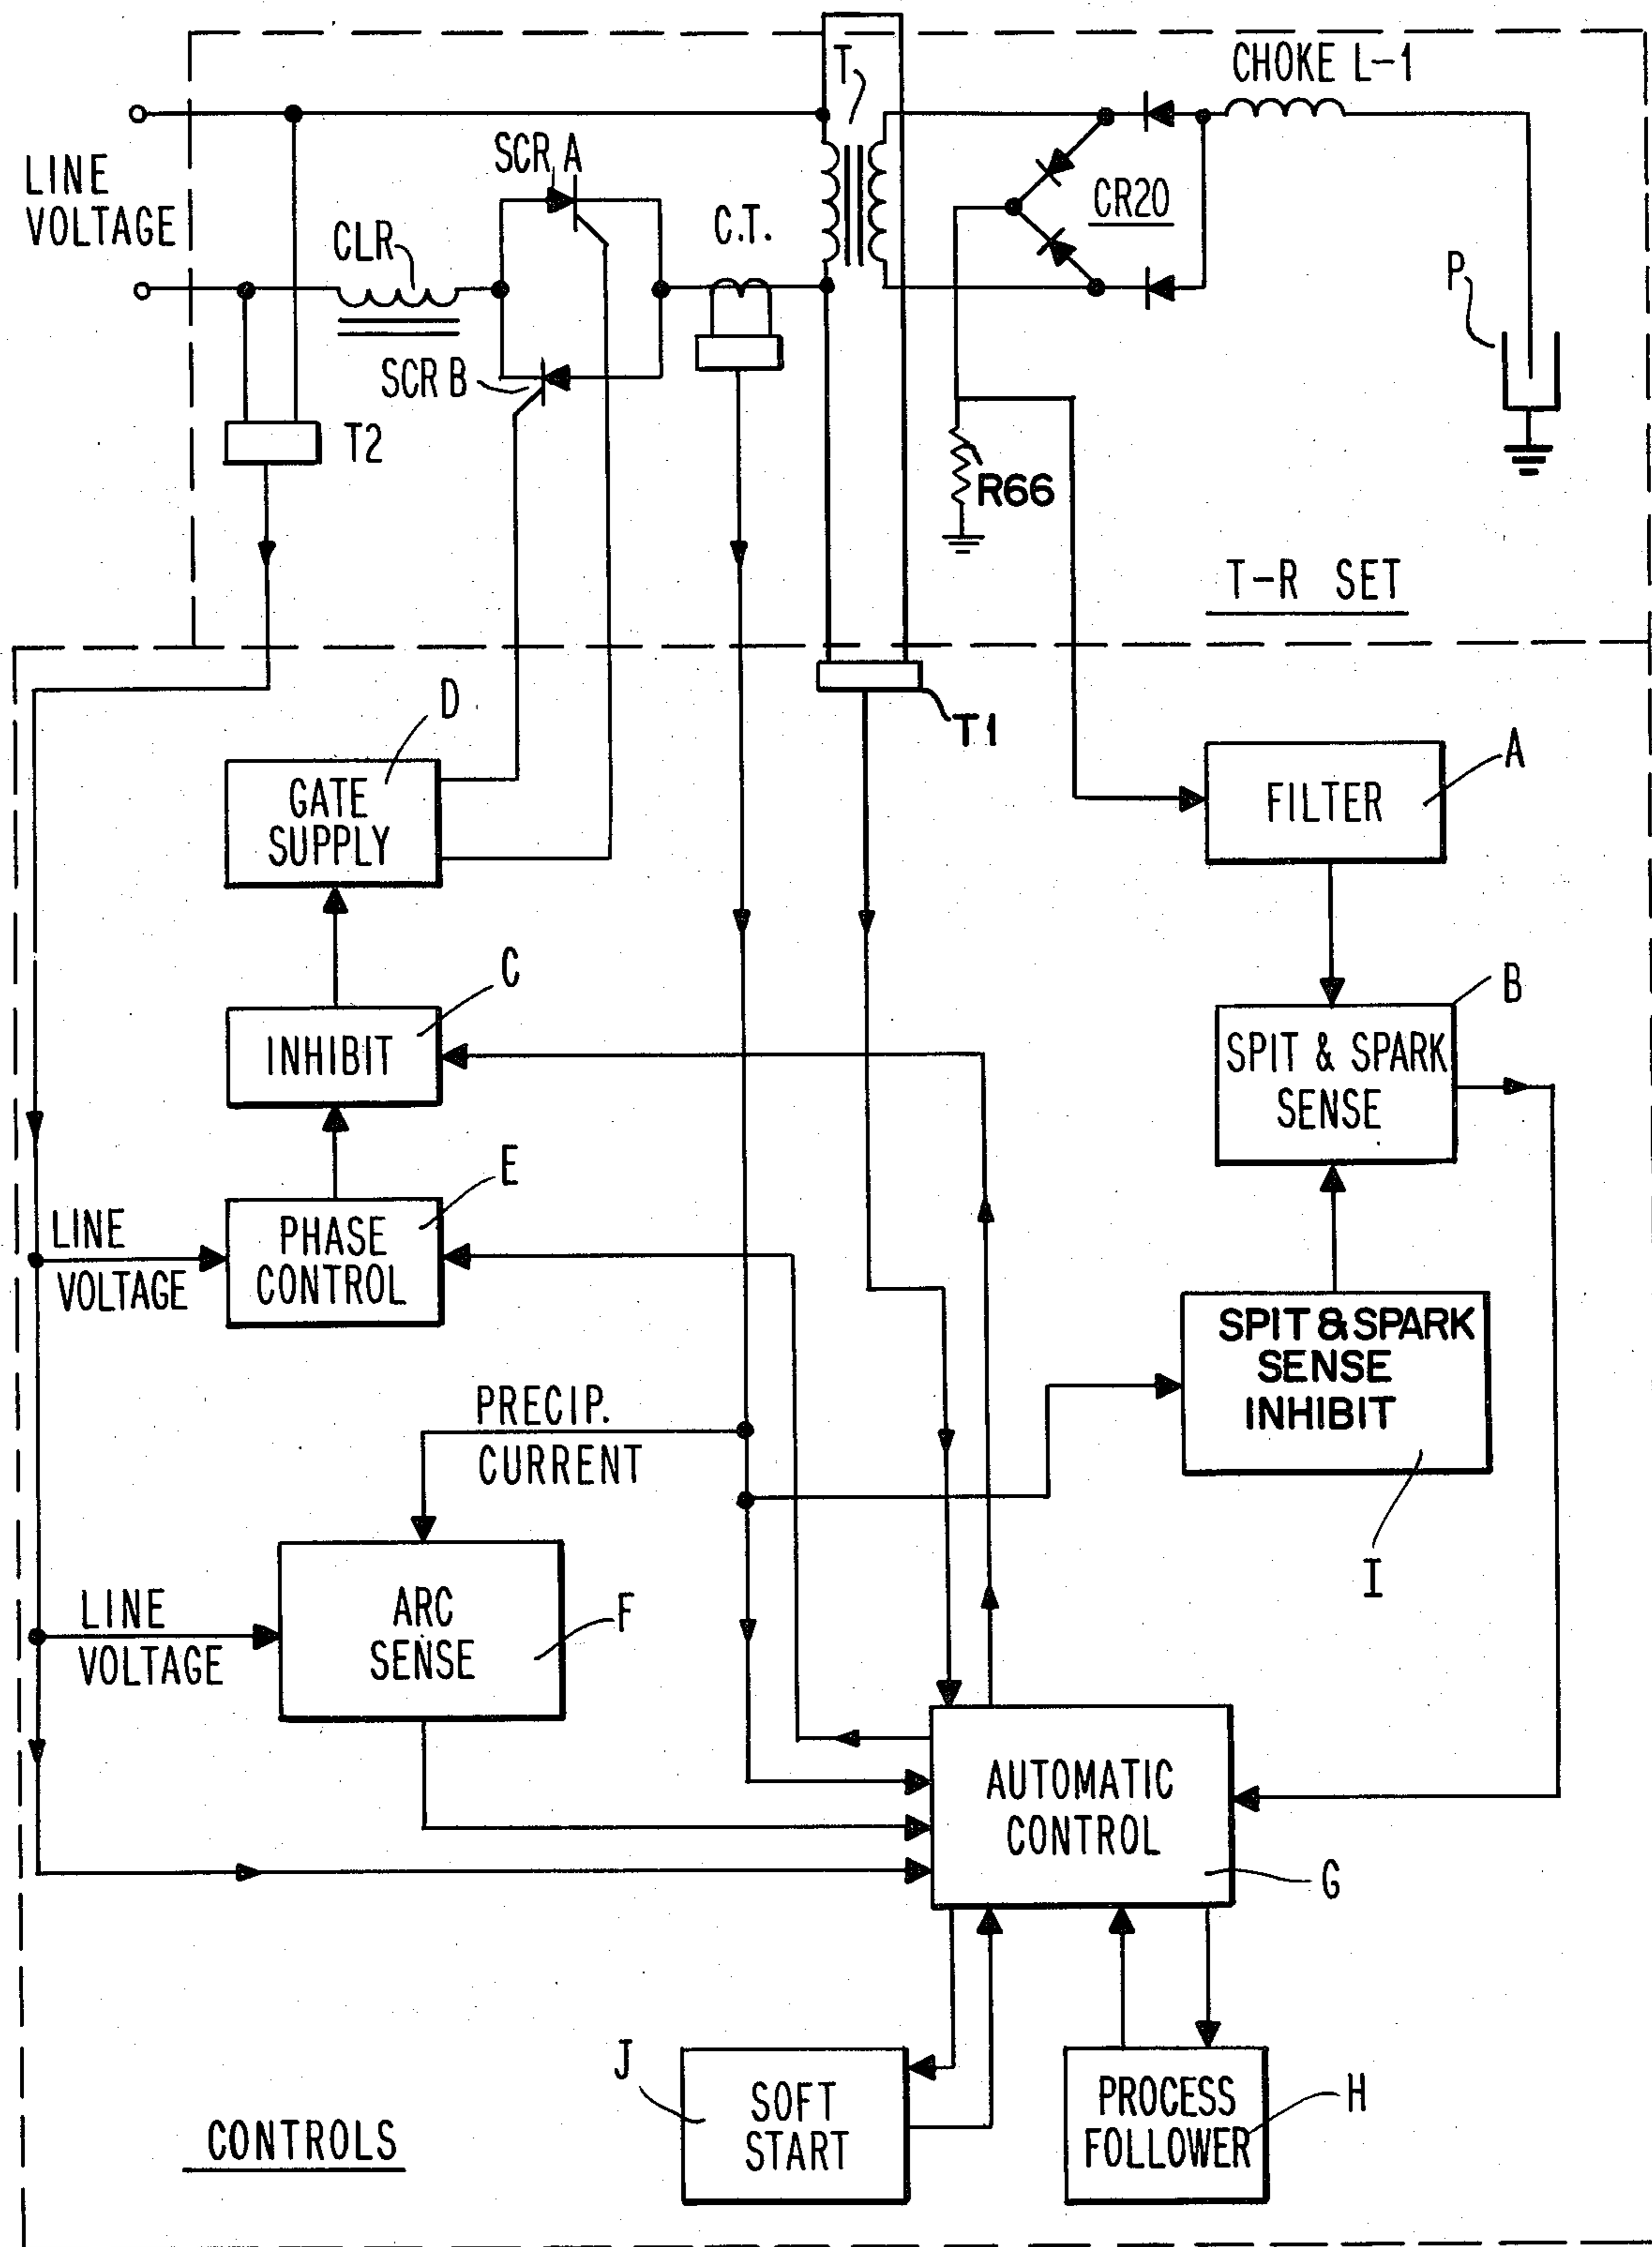 T
CHOKE L-1
LINE
VOLTAGE
SCR A
CLR
C.T.
CR20
P
SCR B
T2
R66
T-R SET
D
T1
GATE
SUPPLY
A
FILTER
C
INHIBIT
B
SPIT & SPARK
SENSE
E
LINE
VOLTAGE
PHASE
CONTROL
SPIT & SPARK
SENSE
INHIBIT
PRECIP.
CURRENT
I
LINE
VOLTAGE
ARC
SENSE
F
AUTOMATIC
CONTROL
G
J
SOFT
START
PROCESS
FOLLOWER
H
CONTROLS